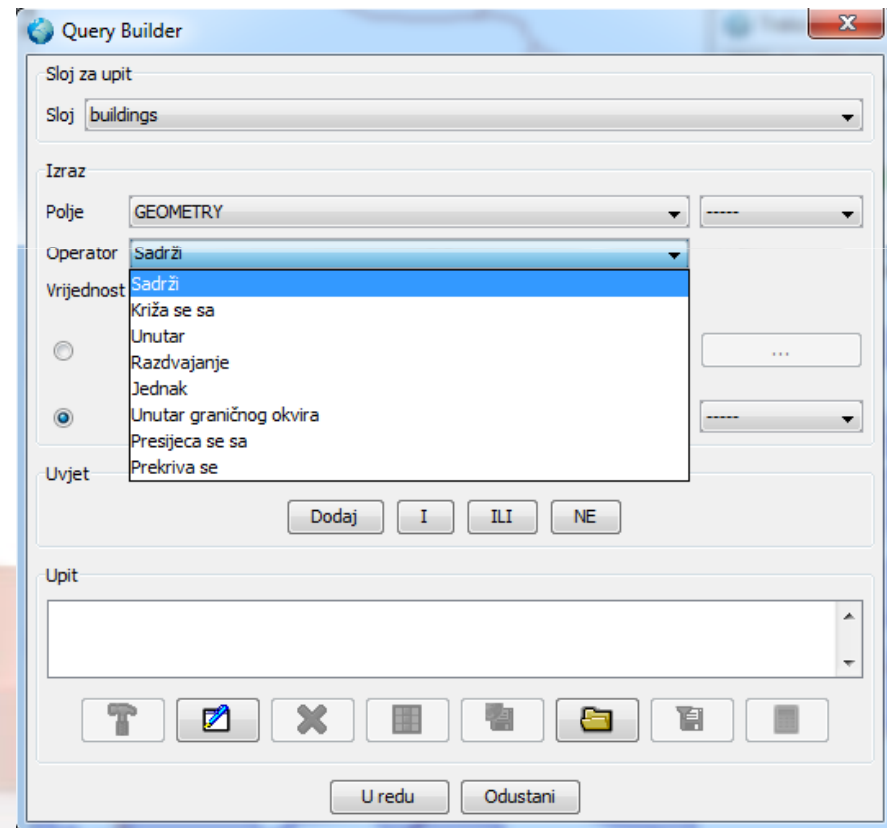 Query Builder
Sloj za upit
Sloj buildings
Izraz
Polje GEOMETRY -----
Operator Sadrži
Vrijednost Sadrži
Križa se sa
Unutar
Razdvajanje ...
Jednak
Unutar graničnog okvira -----
Presijeca se sa
Prekriva se
Uvjet
Dodaj I ILI NE
Upit
U redu Odustani